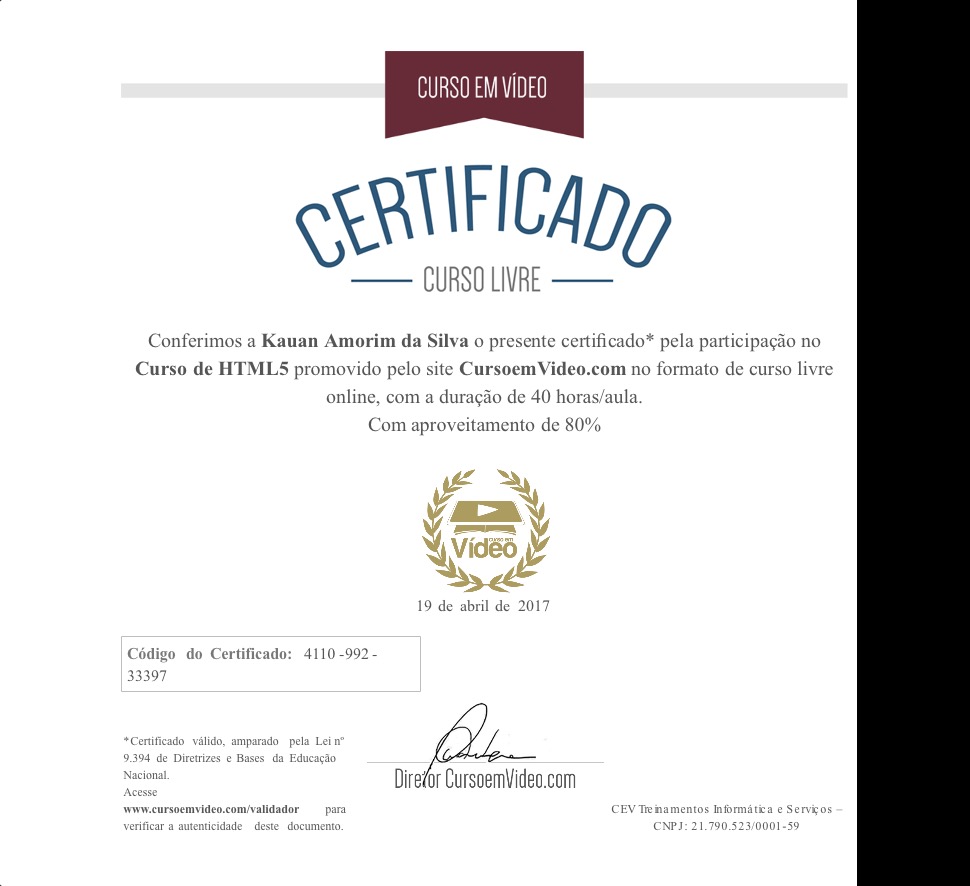 CURSO EM VÍDEO
CERTIFICADO
CURSO LIVRE
Conferimos a Kauan Amorim da Silva o presente certificado* pela participação no
Curso de HTML5 promovido pelo site CursoemVideo.com no formato de curso livre
online, com a duração de 40 horas/aula.
Com aproveitamento de 80%
curso em
Vídeo
19 de abril de 2017
Código do Certificado: 4110-992-
33397
*Certificado válido, amparado pela Lei nº
9.394 de Diretrizes e Bases da Educação
Nacional.
Acesse
www.cursoemvideo.com/validador para
verificar a autenticidade deste documento.
Diretor CursoemVideo.com
CEV Treinamentos Informática e Serviços –
CNPJ: 21.790.523/0001-59